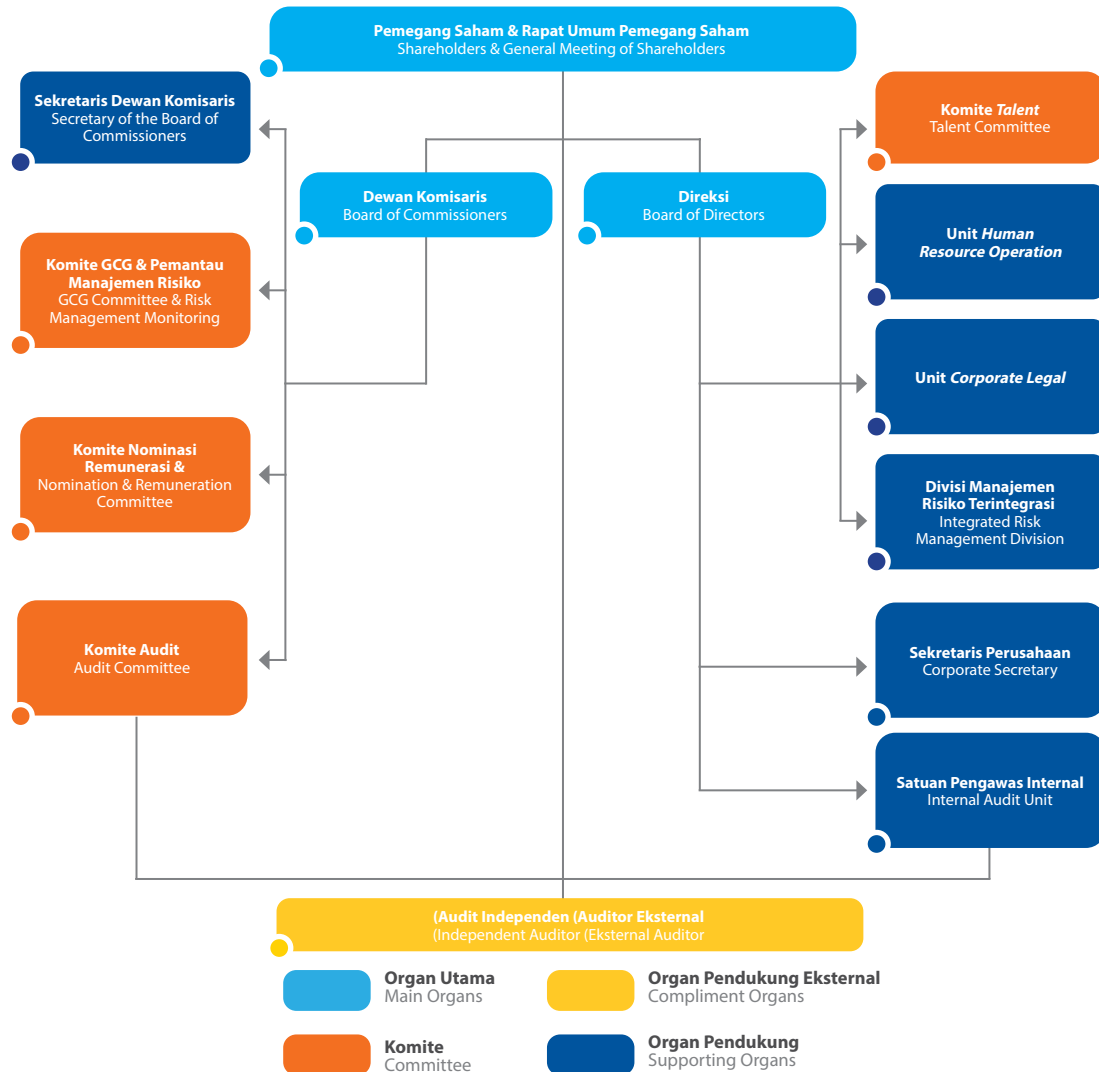 Pemegang Saham & Rapat Umum Pemegang Saham
Shareholders & General Meeting of Shareholders
Sekretaris Dewan Komisaris
Secretary of the Board of
Commissioners
Komite Talent
Talent Committee
Dewan Komisaris
Board of Commissioners
Direksi
Board of Directors
Unit Human
Resource Operation
Komite GCG & Pemantau
Manajemen Risiko
GCG Committee & Risk
Management Monitoring
Unit Corporate Legal
Komite Nominasi
Remunerasi &
Nomination & Remuneration
Committee
Divisi Manajemen
Risiko Terintegrasi
Integrated Risk
Management Division
Komite Audit
Audit Committee
Sekretaris Perusahaan
Corporate Secretary
Satuan Pengawas Internal
Internal Audit Unit
(Audit Independen (Auditor Eksternal
(Independent Auditor (Eksternal Auditor
Organ Utama
Main Organs
Organ Pendukung Eksternal
Compliment Organs
Komite
Committee
Organ Pendukung
Supporting Organs